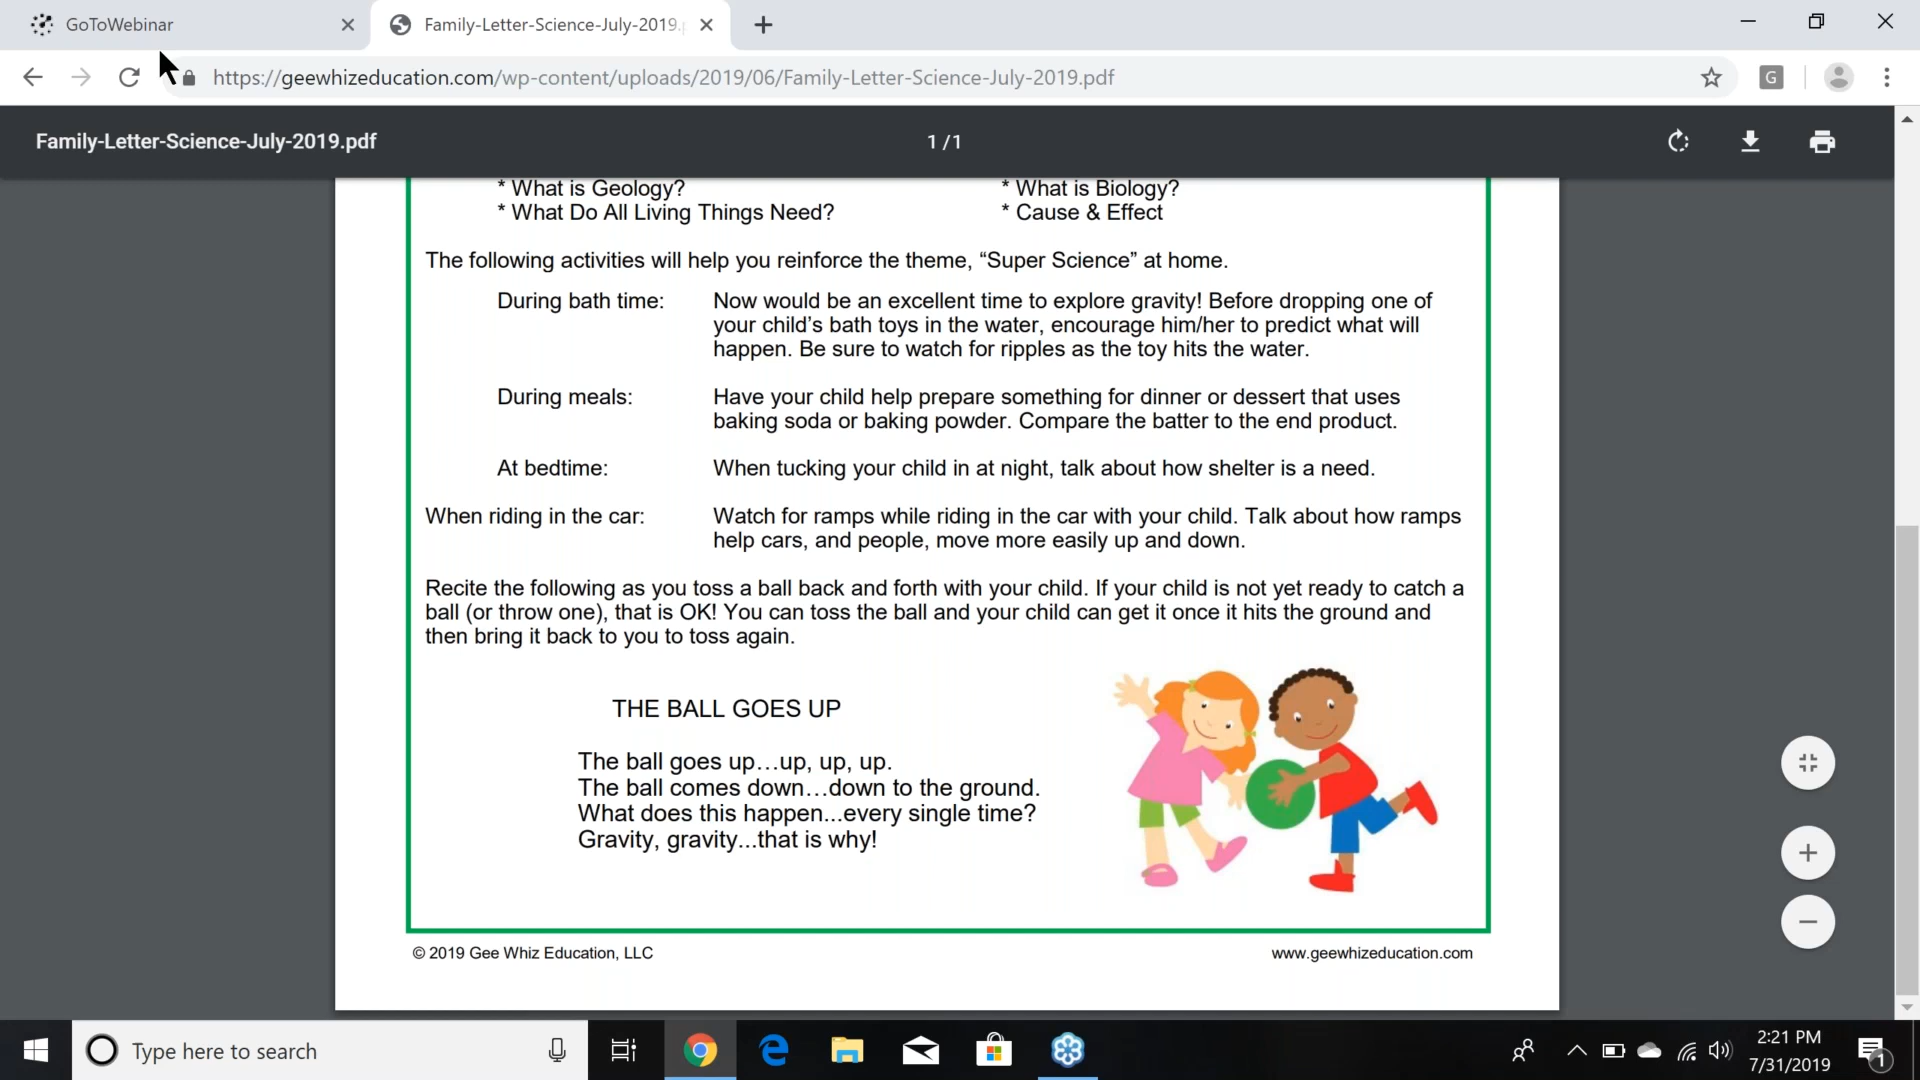 GoToWebinar
Family-Letter-Science-July-2019.
https://geewhizeducation.com/wp-content/uploads/2019/06/Family-Letter-Science-July-2019.pdf
G
Family-Letter-Science-July-2019.pdf
1 / 1
* What is Geology?
* What is Biology?
* What Do All Living Things Need?
* Cause & Effect
The following activities will help you reinforce the theme, “Super Science” at home.
During bath time: Now would be an excellent time to explore gravity! Before dropping one of
your child’s bath toys in the water, encourage him/her to predict what will
happen. Be sure to watch for ripples as the toy hits the water.
During meals: Have your child help prepare something for dinner or dessert that uses
baking soda or baking powder. Compare the batter to the end product.
At bedtime: When tucking your child in at night, talk about how shelter is a need.
When riding in the car: Watch for ramps while riding in the car with your child. Talk about how ramps
help cars, and people, move more easily up and down.
Recite the following as you toss a ball back and forth with your child. If your child is not yet ready to catch a
ball (or throw one), that is OK! You can toss the ball and your child can get it once it hits the ground and
then bring it back to you to toss again.
THE BALL GOES UP
The ball goes up…up, up, up.
The ball comes down…down to the ground.
What does this happen...every single time?
Gravity, gravity...that is why!
© 2019 Gee Whiz Education, LLC
www.geewhizeducation.com
Type here to search
2:21 PM
7/31/2019
1